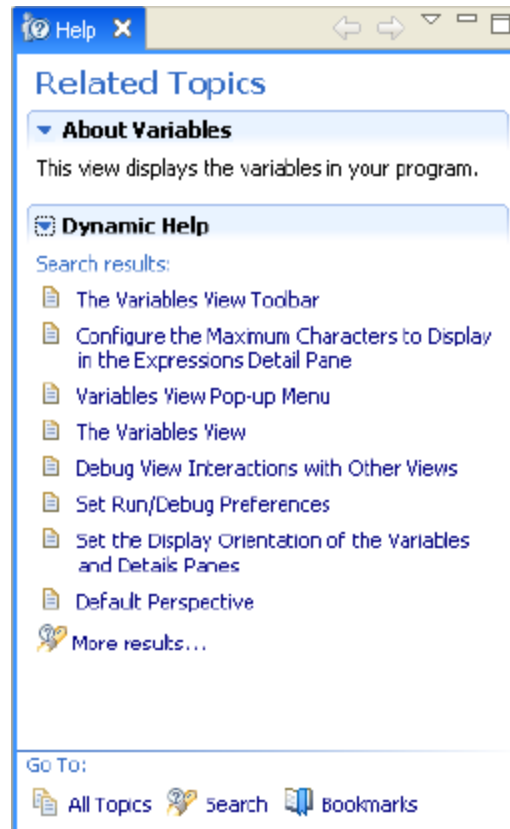 Help
Related Topics
About Variables
This view displays the variables in your program.
Dynamic Help
Search results:
The Variables View Toolbar
Configure the Maximum Characters to Display
in the Expressions Detail Pane
Variables View Pop-up Menu
The Variables View
Debug View Interactions with Other Views
Set Run/Debug Preferences
Set the Display Orientation of the Variables
and Details Panes
Default Perspective
More results...
Go To:
All Topics Search Bookmarks